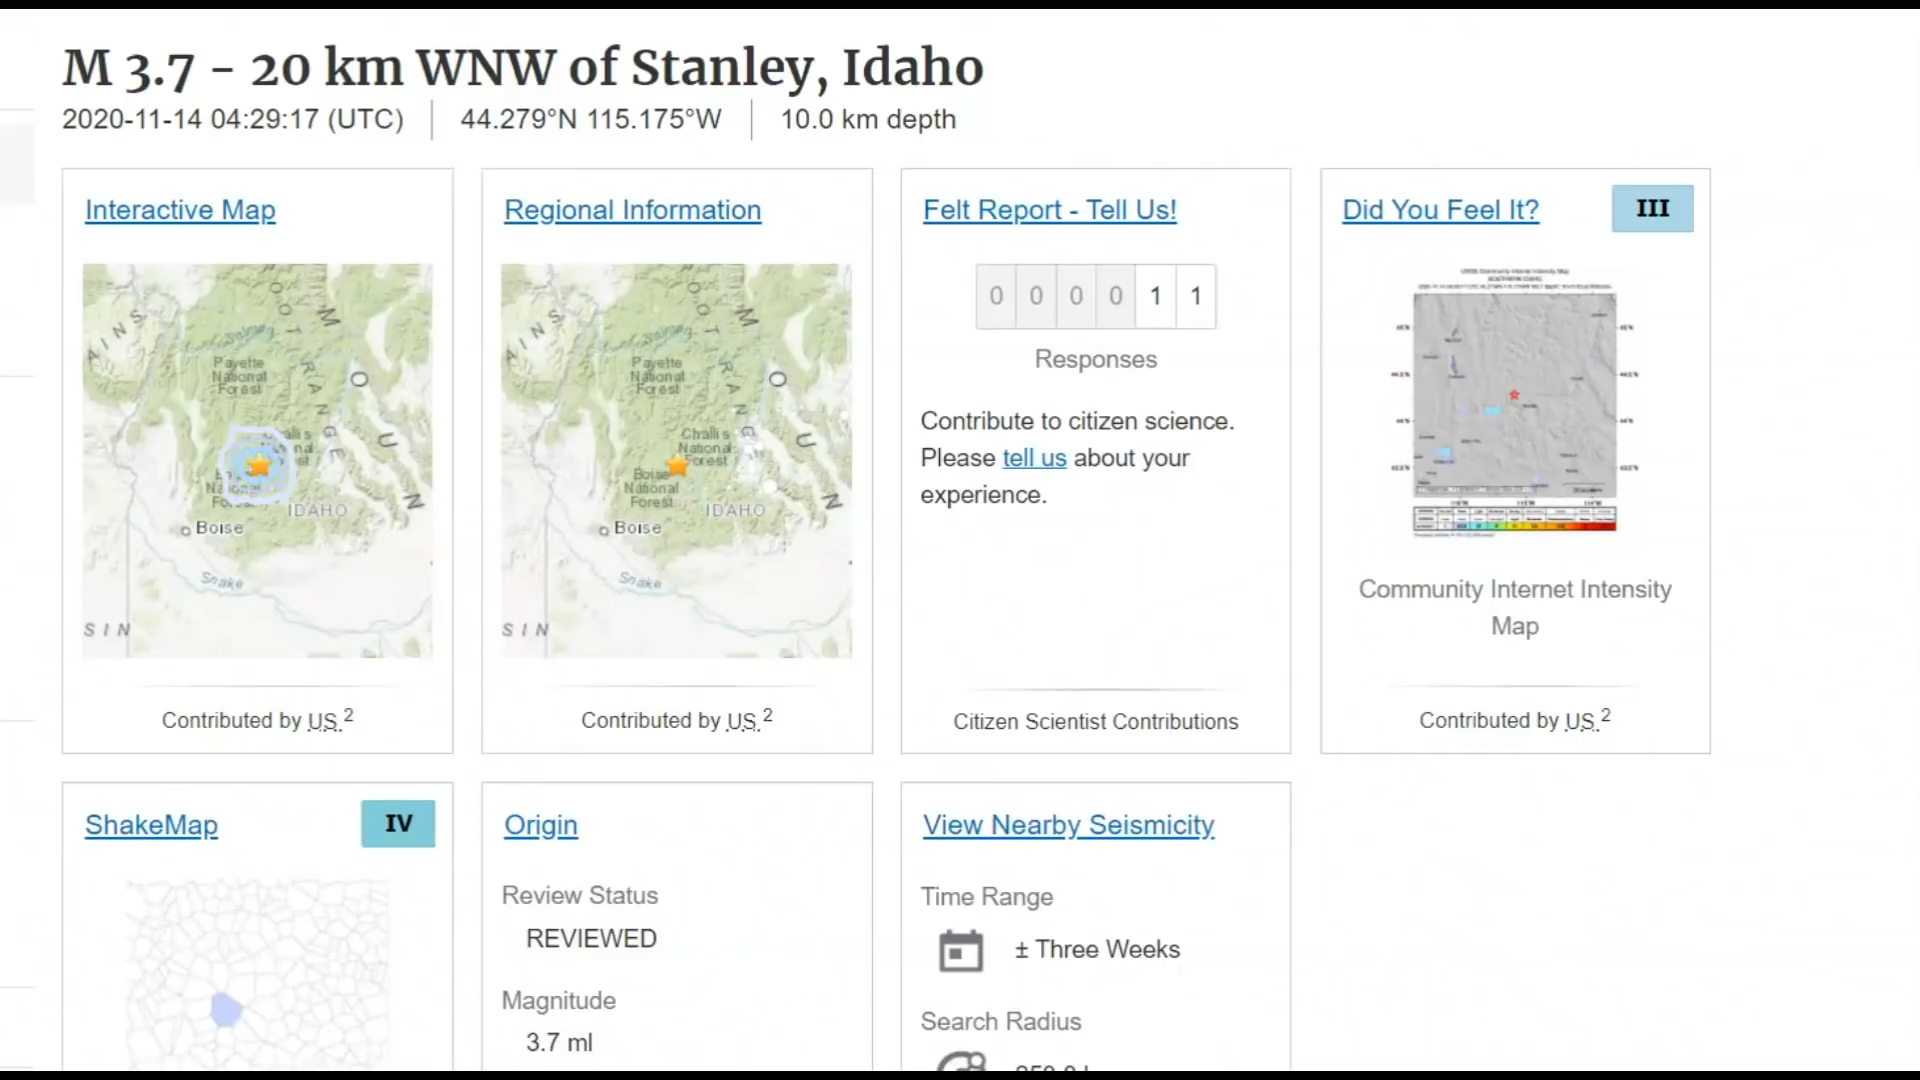 M 3.7 - 20 km WNW of Stanley, Idaho
2020-11-14 04:29:17 (UTC) 44.279°N 115.175°W 10.0 km depth
Interactive Map
Payette
National
Forest
Boise
IDAHO
Snake
SIN
Contributed by US 2
Regional Information
Payette
National
Forest
Challis
National
Forest
Boise
National
Forest
IDAHO
Boise
Snake
SIN
Contributed by US 2
Felt Report - Tell Us!
0 0 0 0 1 1
Responses
Contribute to citizen science.
Please tell us about your
experience.
Citizen Scientist Contributions
Did You Feel It?
III
Community Internet Intensity
Map
Contributed by US 2
ShakeMap
IV
Origin
Review Status
REVIEWED
Magnitude
3.7 ml
View Nearby Seismicity
Time Range
± Three Weeks
Search Radius